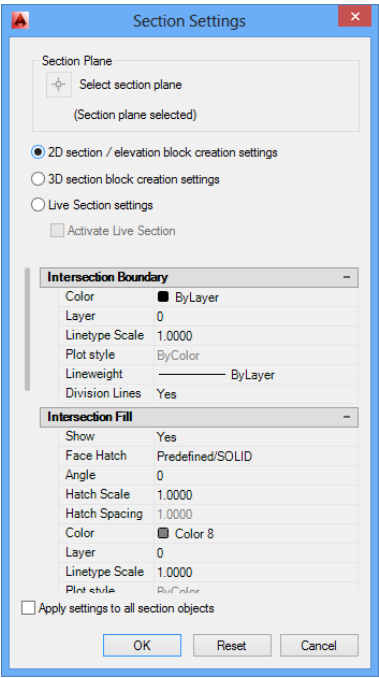 Section Settings
Section Plane
Select section plane
(Section plane selected)
2D section / elevation block creation settings
3D section block creation settings
Live Section settings
Activate Live Section
Intersection Boundary
Color ByLayer
Layer 0
Linetype Scale 1.0000
Plot style ByColor
Lineweight ByLayer
Division Lines Yes
Intersection Fill
Show Yes
Face Hatch Predefined/SOLID
Angle 0
Hatch Scale 1.0000
Hatch Spacing 1.0000
Color Color 8
Layer 0
Linetype Scale 1.0000
Plot style ByColor
Apply settings to all section objects
OK Reset Cancel